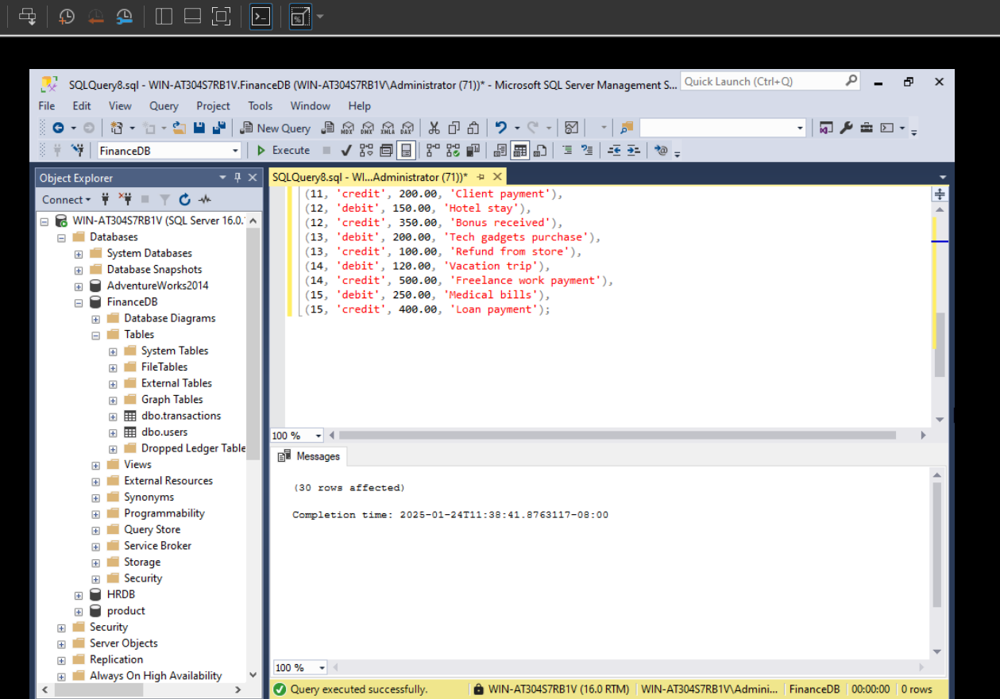 SQLQuery8.sql - WIN-AT304S7RB1V.FinanceDB (WIN-AT304S7RB1V\Administrator (71))* - Microsoft SQL Server Management S...
Quick Launch (Ctrl+Q)
File Edit View Query Project Tools Window Help
New Query MDX DMX XMLA DAX
FinanceDB Execute
Object Explorer
SQLQuery8.sql - WI...Administrator (71))*
Connect
WIN-AT304S7RB1V (SQL Server 16.0.
Databases
System Databases
Database Snapshots
AdventureWorks2014
FinanceDB
Database Diagrams
Tables
System Tables
FileTables
External Tables
Graph Tables
dbo.transactions
dbo.users
Dropped Ledger Table
Views
External Resources
Synonyms
Programmability
Query Store
Service Broker
Storage
Security
HRDB
product
Security
Server Objects
Replication
Always On High Availability
(11, 'credit', 200.00, 'Client payment'),
(12, 'debit', 150.00, 'Hotel stay'),
(12, 'credit', 350.00, 'Bonus received'),
(13, 'debit', 200.00, 'Tech gadgets purchase'),
(13, 'credit', 100.00, 'Refund from store'),
(14, 'debit', 120.00, 'Vacation trip'),
(14, 'credit', 500.00, 'Freelance work payment'),
(15, 'debit', 250.00, 'Medical bills'),
(15, 'credit', 400.00, 'Loan payment');
100 %
Messages
(30 rows affected)
Completion time: 2025-01-24T11:38:41.8763117-08:00
100 %
Query executed successfully. WIN-AT304S7RB1V (16.0 RTM) WIN-AT304S7RB1V\Admini... FinanceDB 00:00:00 0 rows